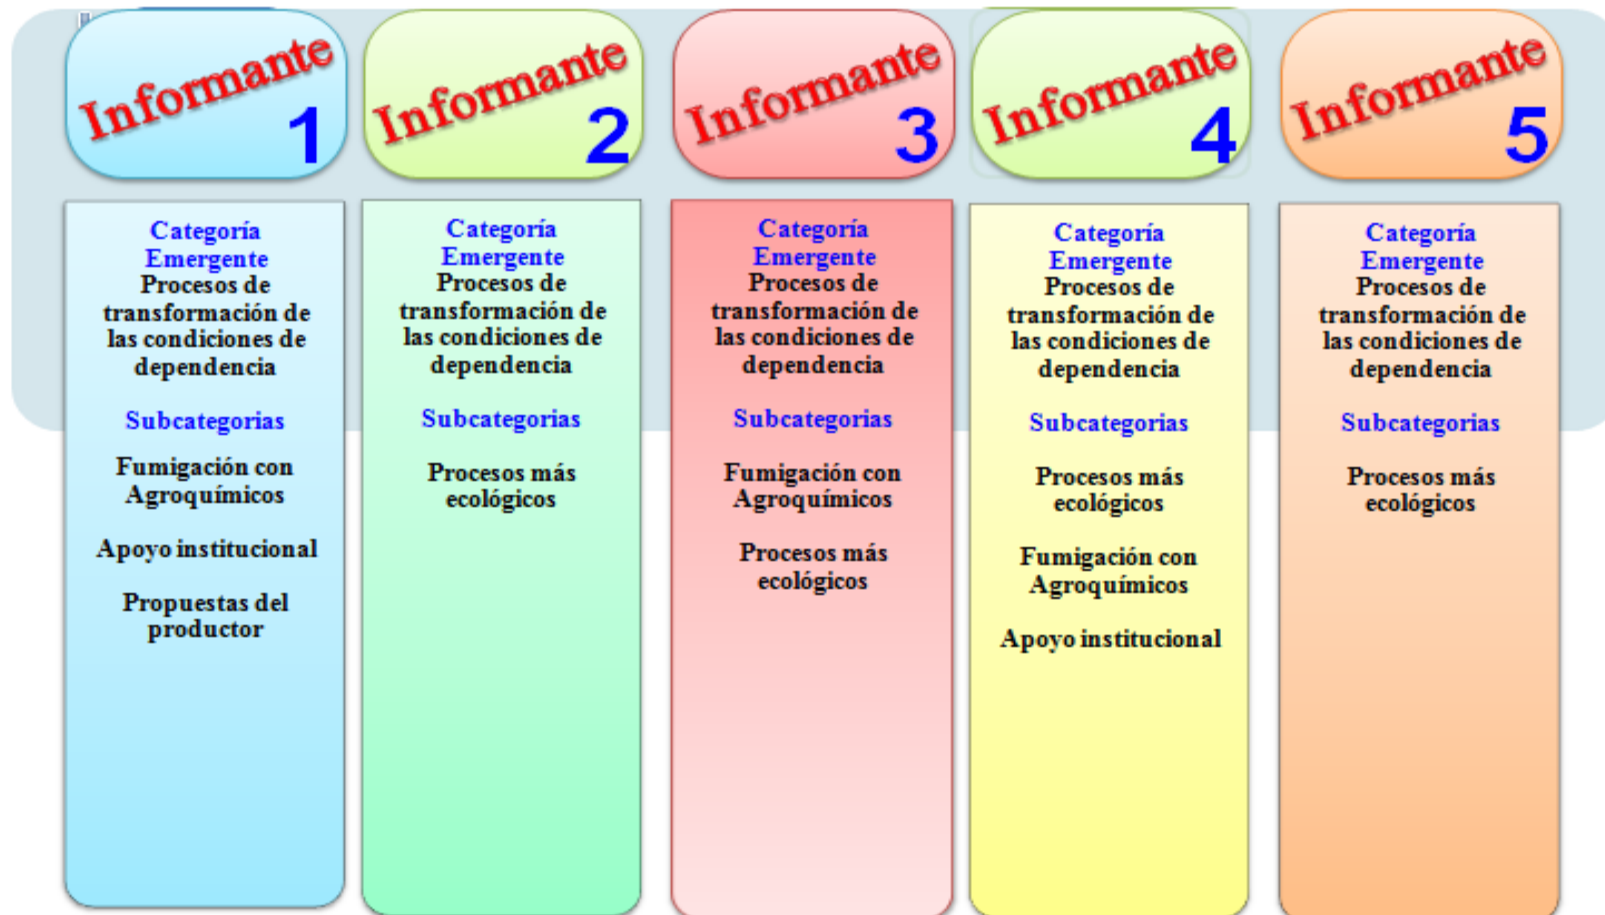 Informante
1
Informante
2
Informante
3
Informante
4
Informante
5
Categoría
Emergente
Procesos de
transformación de
las condiciones de
dependencia
Subcategorias
Fumigación con
Agroquímicos
Apoyo institucional
Propuestas del
productor
Categoría
Emergente
Procesos de
transformación de
las condiciones de
dependencia
Subcategorias
Procesos más
ecológicos
Categoría
Emergente
Procesos de
transformación de
las condiciones de
dependencia
Subcategorias
Fumigación con
Agroquímicos
Procesos más
ecológicos
Categoría
Emergente
Procesos de
transformación de
las condiciones de
dependencia
Subcategorias
Procesos más
ecológicos
Fumigación con
Agroquímicos
Apoyo institucional
Categoría
Emergente
Procesos de
transformación de
las condiciones de
dependencia
Subcategorias
Procesos más
ecológicos